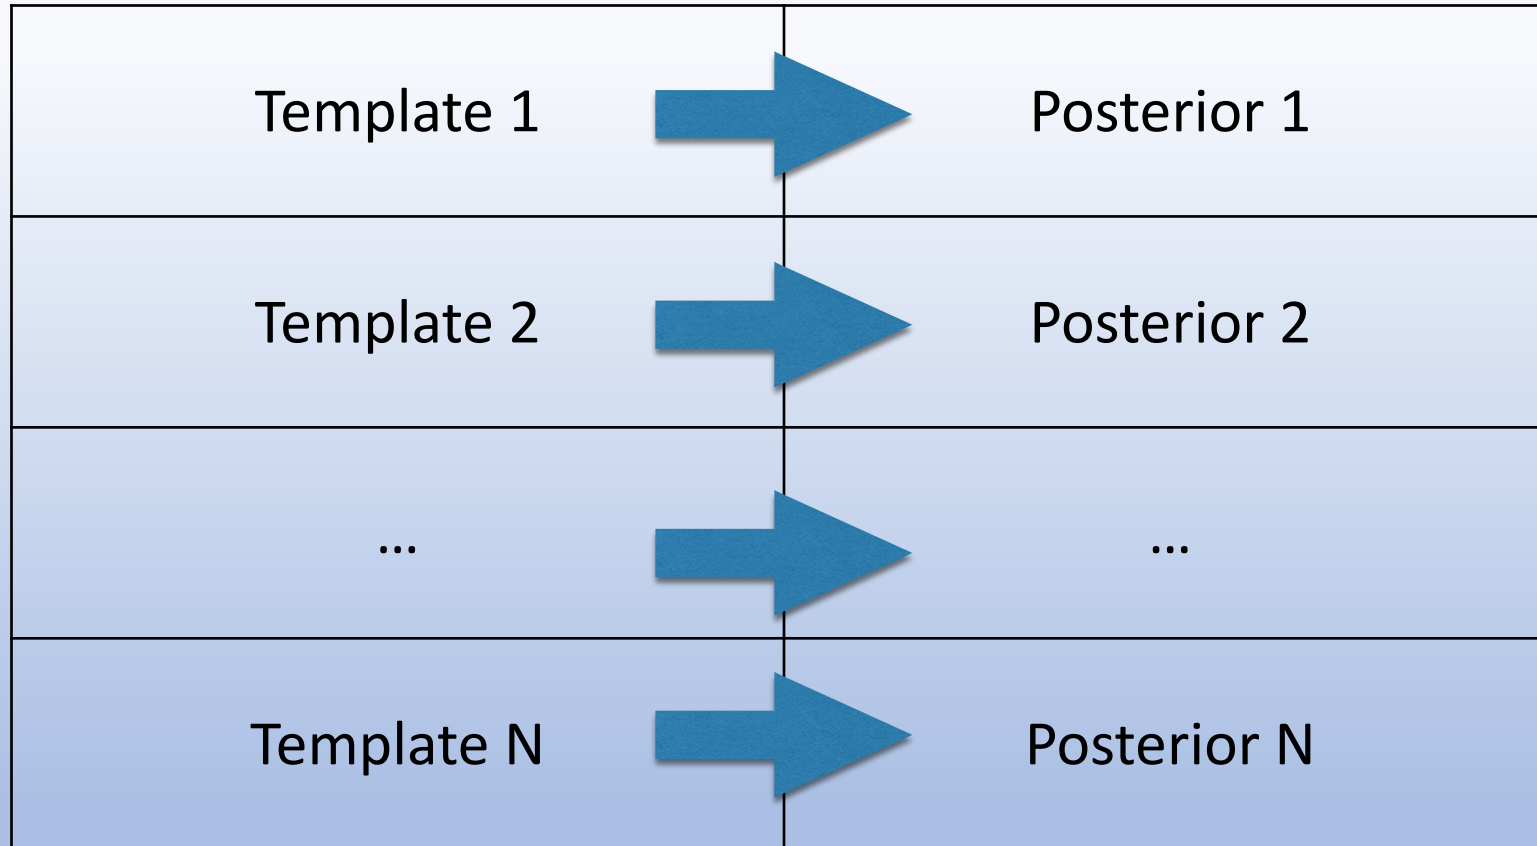 Template 1 Posterior 1
Template 2 Posterior 2
... ...
Template N Posterior N